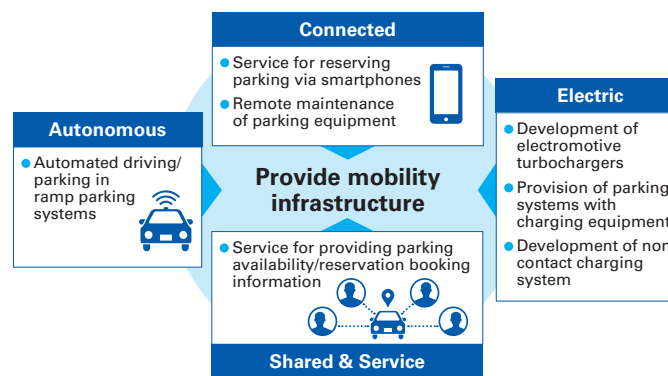 Connected
Service for reserving
parking via smartphones
Remote maintenance
of parking equipment
Autonomous
Automated driving/
parking in
ramp parking
systems
Provide mobility
infrastructure
Electric
Development of
electromotive
turbochargers
Provision of parking
systems with
charging equipment
Development of non
contact charging
system
Service for providing parking
availability/reservation booking
information
Shared & Service